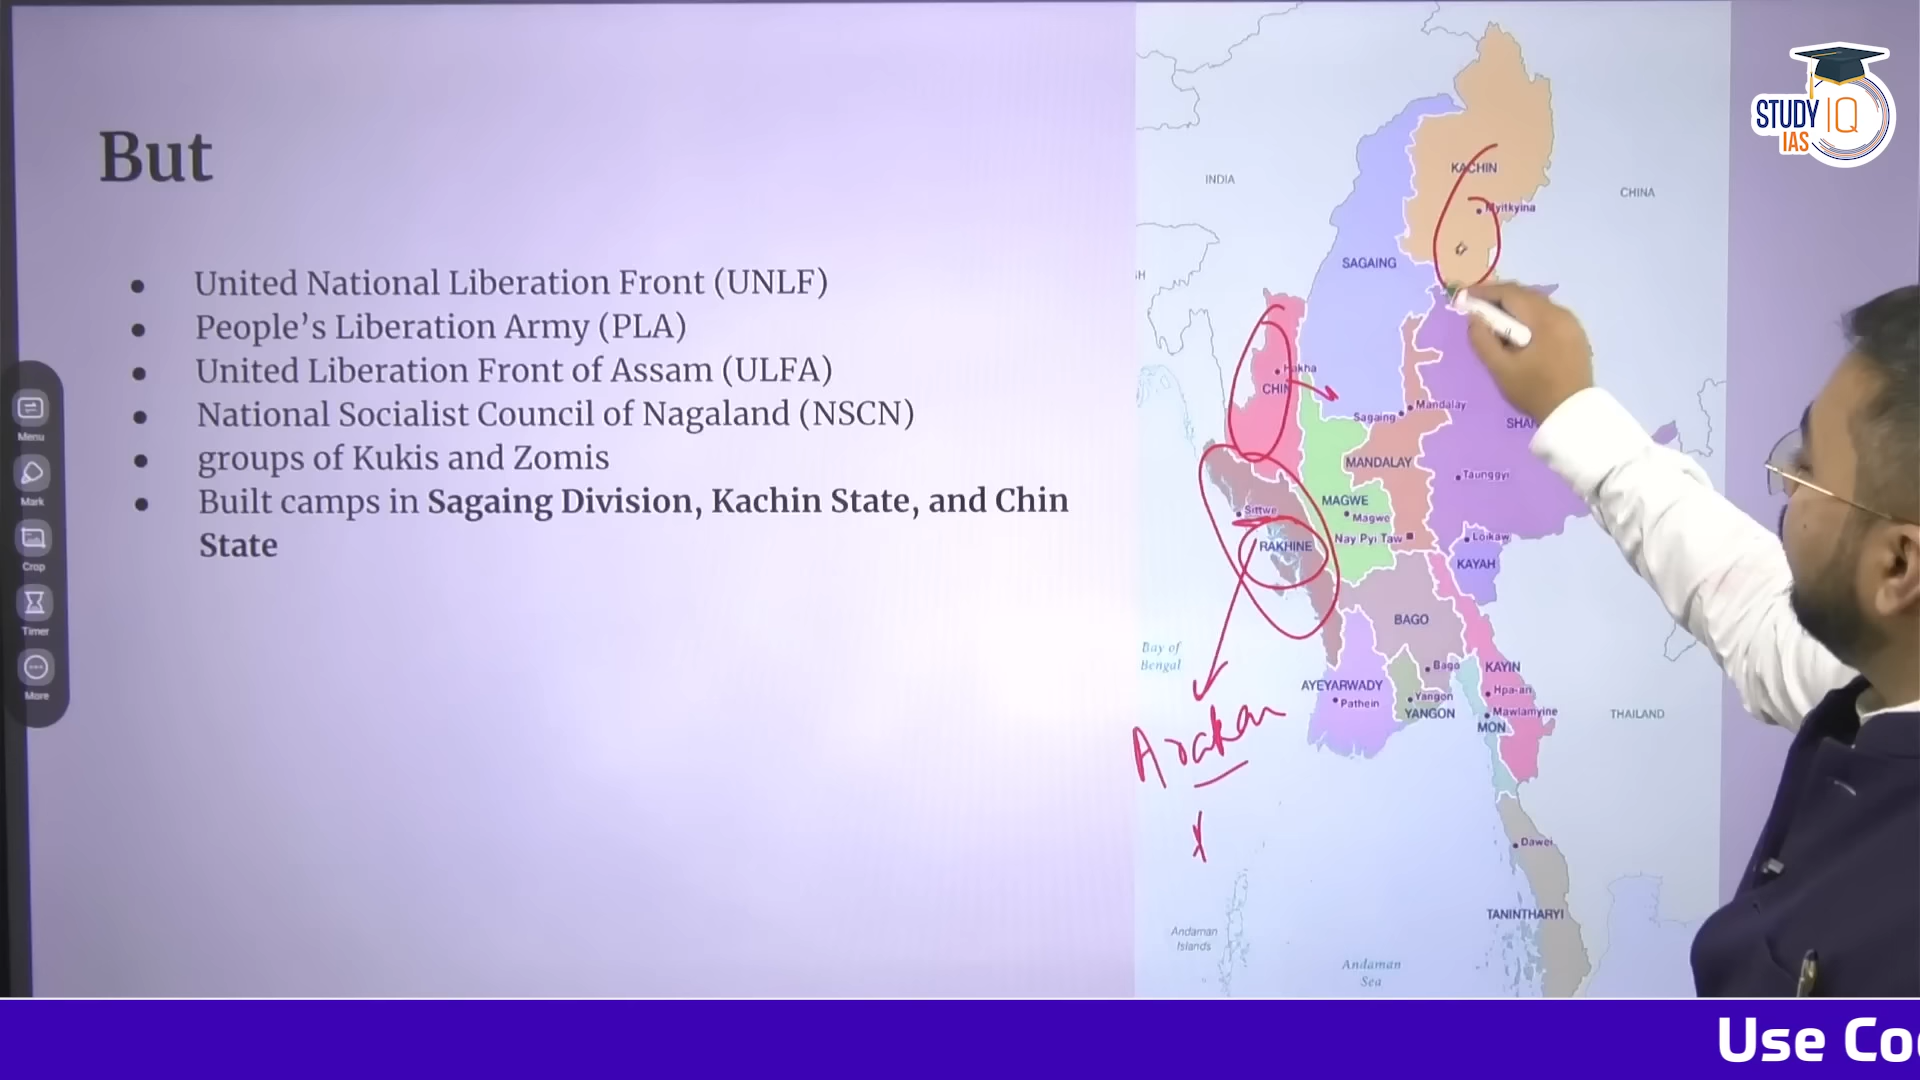 But
United National Liberation Front (UNLF)
People's Liberation Army (PLA)
United Liberation Front of Assam (ULFA)
National Socialist Council of Nagaland (NSCN)
groups of Kukis and Zomis
Built camps in Sagaing Division, Kachin State, and Chin
State
Menu
Mark
Crop
Timer
More
STUDY IQ
IAS
INDIA
CHINA
KACHIN
Myitkyina
SAGAING
Hakha
CHIN
Sagaing
Mandalay
SHAN
MANDALAY
Taunggyi
MAGWE
Magwe
Sittwe
RAKHINE
Nay Pyi Taw
Loikaw
KAYAH
BAGO
Bay of
Bengal
Bago
KAYIN
AYEYARWADY
Pathein
Yangon
YANGON
Hpa-an
Mawlamyine
MON
THAILAND
Arakan
Dawei
TANINTHARYI
Andaman
Islands
Andaman
Sea
Use Co